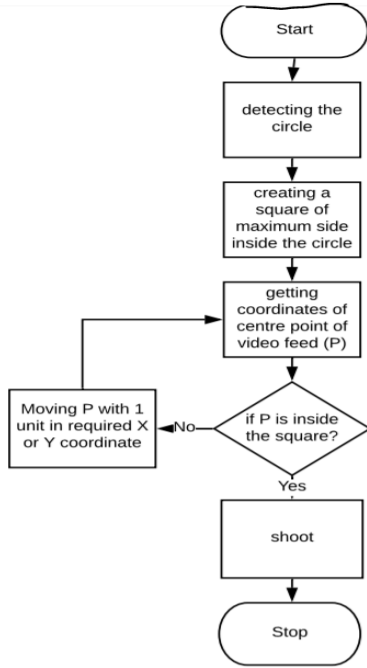 Start
detecting the
circle
creating a
square of
maximum side
inside the circle
getting
coordinates of
centre point of
video feed (P)
Moving P with 1
unit in required X
or Y coordinate
No
if P is inside
the square?
Yes
shoot
Stop